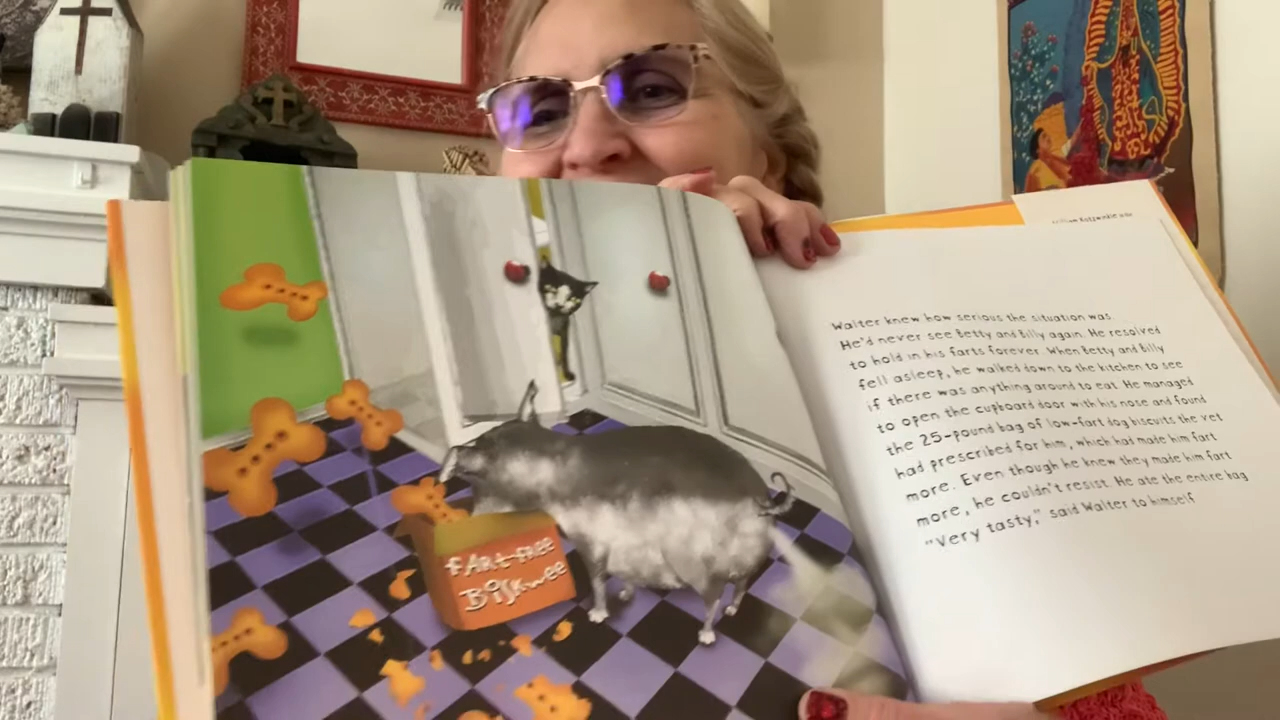 FART-FREE
BISKWEE
William Kotzwinkle
Walter knew how serious the situation was.
He'd never see Betty and Billy again. He resolved
to hold in his farts forever. When Betty and Billy
fell asleep, he walked down to the kitchen to see
if there was anything around to eat. He managed
to open the cupboard door with his nose and found
the 25-pound bag of low-fart dog biscuits the vet
had prescribed for him, which had made him fart
more. Even though he knew they made him fart
more, he couldn't resist. He ate the entire bag
"Very tasty," said Walter to himself.